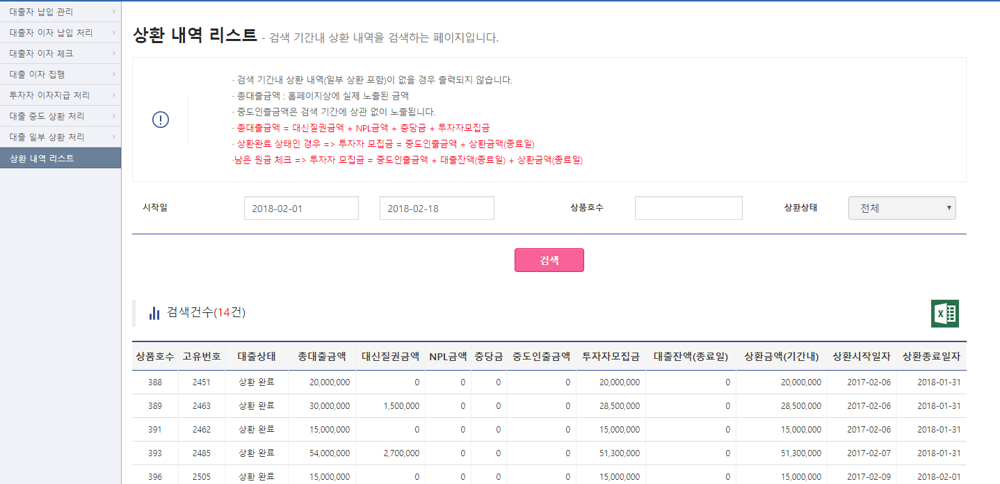 대출자 납입 관리
대출자 이자 납입 처리
대출자 이자 체크
대출 이자 집행
투자자 이자지급 처리
대출 중도 상환 처리
대출 일부 상환 처리
상환 내역 리스트
상환 내역 리스트 - 검색 기간내 상환 내역을 검색하는 페이지입니다.
· 검색 기간내 상환 내역(일부 상환 포함)이 없을 경우 출력되지 않습니다.
· 총대출금액 : 홈페이지상에 실제 노출된 금액
· 중도인출금액은 검색 기간에 상관 없이 노출됩니다.
· 총대출금액 = 대신질권금액 + NPL금액 + 충당금 + 투자자모집금
· 상환완료 상태인 경우 => 투자자 모집금 = 중도인출금액 + 상환금액(종료일)
·남은 원금 체크 => 투자자 모집금 = 중도인출금액 + 대출잔액(종료일) + 상환금액(종료일)
시작일 2018-02-01 2018-02-18 상품호수 상환상태 전체
검색
검색건수(14건)
상품호수 고유번호 대출상태 총대출금액 대신질권금액 NPL금액 충당금 중도인출금액 투자자모집금 대출잔액(종료일) 상환금액(기간내) 상환시작일자 상환종료일자
388 2451 상환 완료 20,000,000 0 0 0 0 20,000,000 0 20,000,000 2017-02-06 2018-01-31
389 2463 상환 완료 30,000,000 1,500,000 0 0 0 28,500,000 0 28,500,000 2017-02-06 2018-01-31
391 2462 상환 완료 15,000,000 0 0 0 0 15,000,000 0 15,000,000 2017-02-06 2018-01-31
393 2485 상환 완료 54,000,000 2,700,000 0 0 0 51,300,000 0 51,300,000 2017-02-07 2018-01-31
396 2505 상환 완료 15,000,000 0 0 0 0 15,000,000 0 15,000,000 2017-02-09 2018-02-01